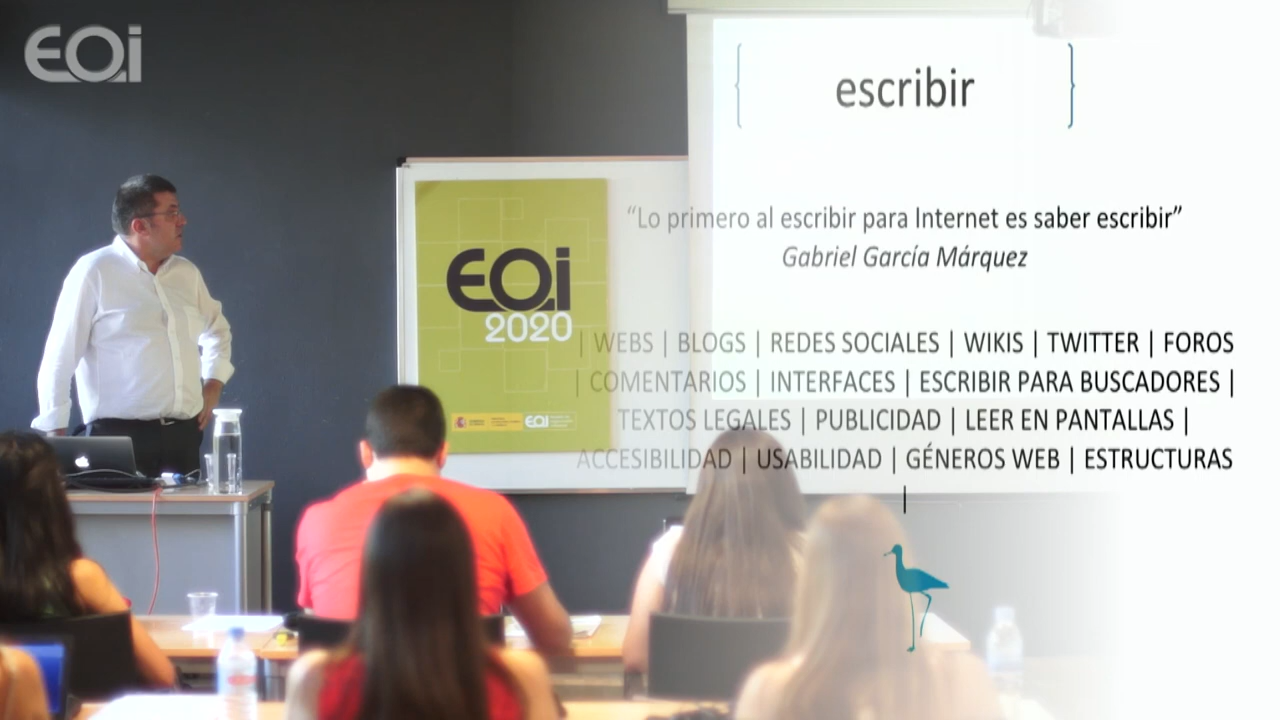 EOi
{ escribir }
“Lo primero al escribir para Internet es saber escribir”
Gabriel García Márquez
EOi
2020
| WEBS | BLOGS | REDES SOCIALES | WIKIS | TWITTER | FOROS
| COMENTARIOS | INTERFACES | ESCRIBIR PARA BUSCADORES |
TEXTOS LEGALES | PUBLICIDAD | LEER EN PANTALLAS |
ACCESIBILIDAD | USABILIDAD | GÉNEROS WEB | ESTRUCTURAS
|
EOi